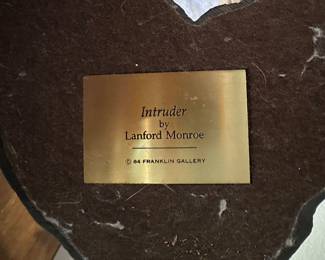 Intruder
by
Lanford Monroe
© 84 FRANKLIN GALLERY